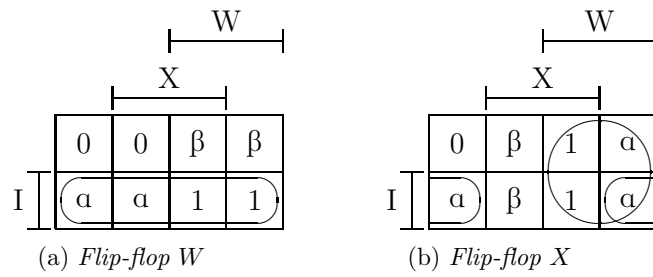 W W
X X
0 0 β β 0 β 1 α
I α α 1 1 I α β 1 α
(a) Flip-flop W (b) Flip-flop X